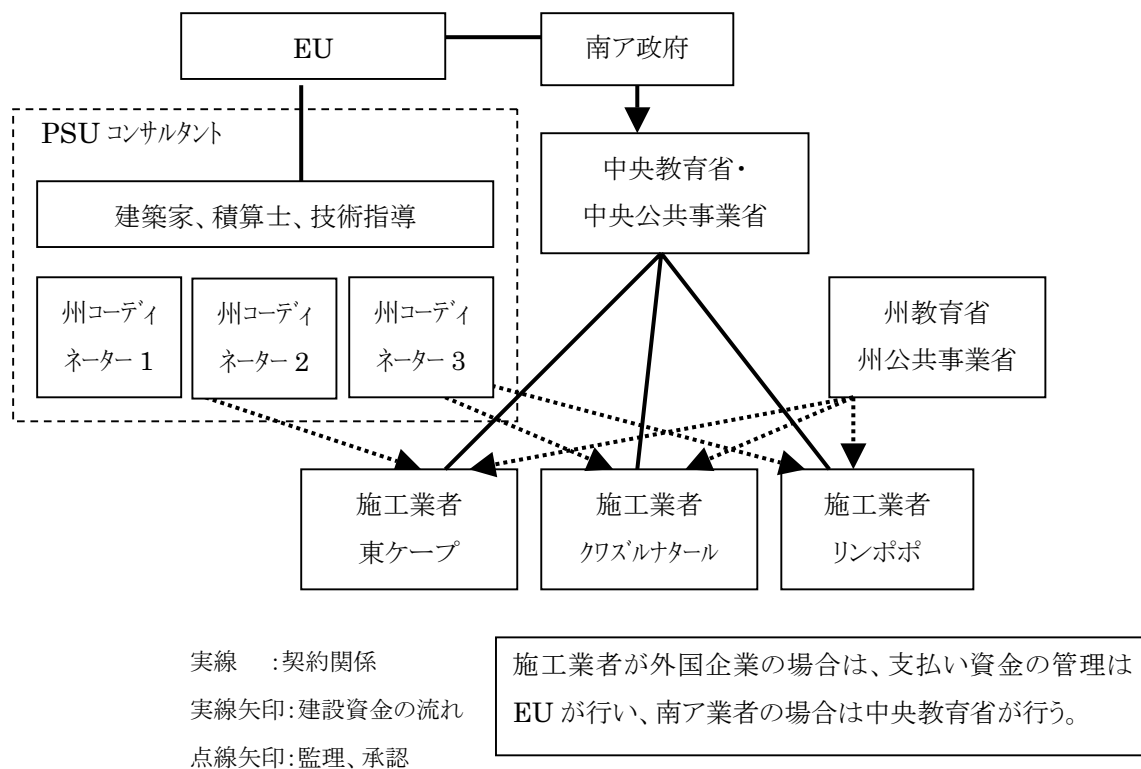 EU
南ア政府
PSU コンサルタント
中央教育省・
中央公共事業省
建築家、積算士、技術指導
州コーディ
ネーター 1
州コーディ
ネーター 2
州コーディ
ネーター 3
州教育省
州公共事業省
施工業者
東ケープ
施工業者
クワズルナタール
施工業者
リンポポ
実線　:契約関係
実線矢印:建設資金の流れ
点線矢印:監理、承認
施工業者が外国企業の場合は、支払い資金の管理は
EU が行い、南ア業者の場合は中央教育省が行う。